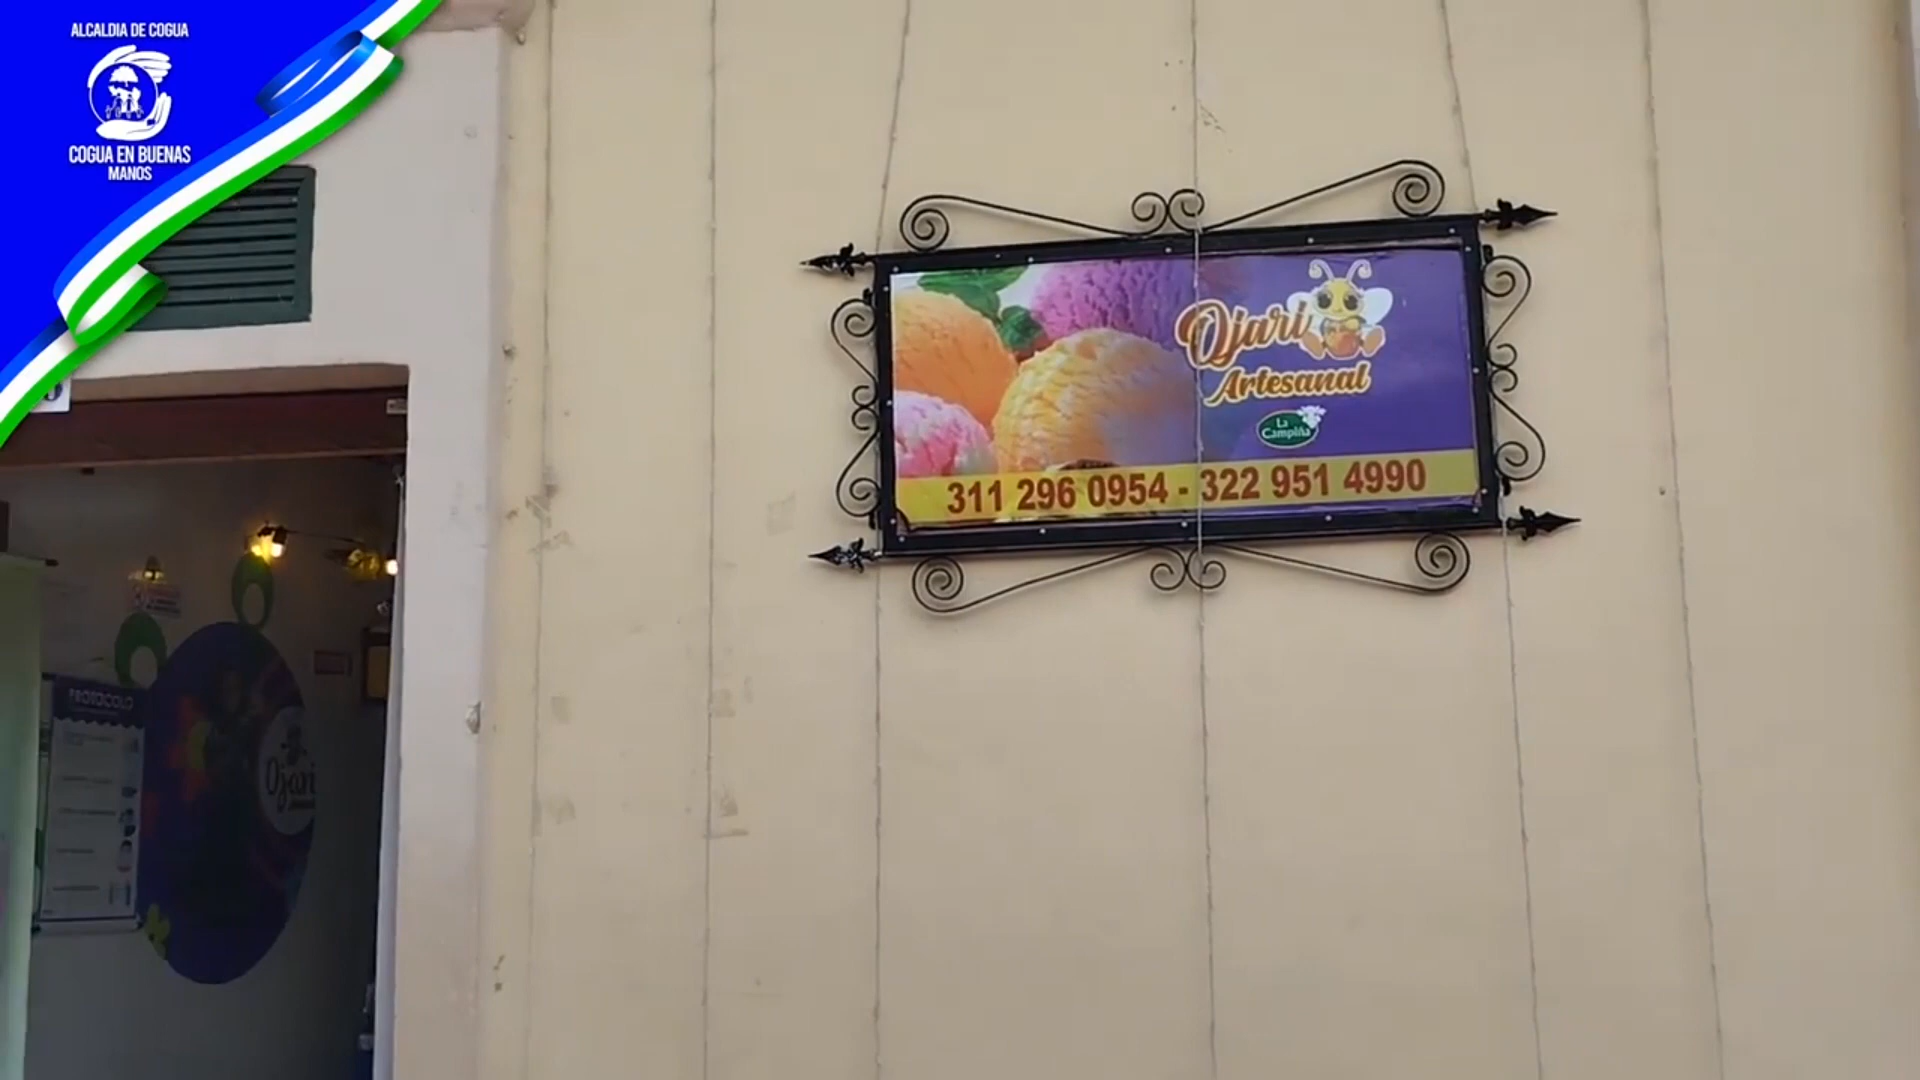 ALCALDIA DE COGUA
COGUA EN BUENAS
MANOS
Ojari
Artesanal
La
Campiña
311 296 0954 - 322 951 4990
PROTOCOLO
Ojari